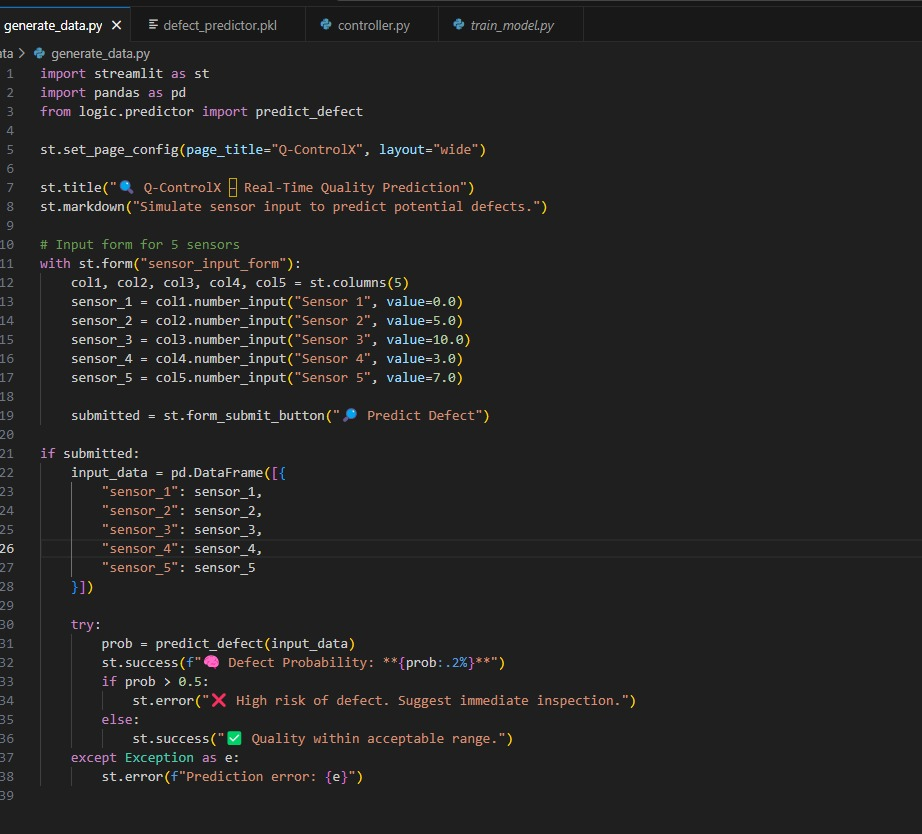 generate_data.py defect_predictor.pkl controller.py train_model.py
ata > generate_data.py
1 import streamlit as st
2 import pandas as pd
3 from logic.predictor import predict_defect
4
5 st.set_page_config(page_title="Q-ControlX", layout="wide")
6
7 st.title("🔍 Q-ControlX – Real-Time Quality Prediction")
8 st.markdown("Simulate sensor input to predict potential defects.")
9
10 # Input form for 5 sensors
11 with st.form("sensor_input_form"):
12 col1, col2, col3, col4, col5 = st.columns(5)
13 sensor_1 = col1.number_input("Sensor 1", value=0.0)
14 sensor_2 = col2.number_input("Sensor 2", value=5.0)
15 sensor_3 = col3.number_input("Sensor 3", value=10.0)
16 sensor_4 = col4.number_input("Sensor 4", value=3.0)
17 sensor_5 = col5.number_input("Sensor 5", value=7.0)
18
19 submitted = st.form_submit_button("🔎 Predict Defect")
20
21 if submitted:
22 input_data = pd.DataFrame([{
23 "sensor_1": sensor_1,
24 "sensor_2": sensor_2,
25 "sensor_3": sensor_3,
26 "sensor_4": sensor_4,
27 "sensor_5": sensor_5
28 }])
29
30 try:
31 prob = predict_defect(input_data)
32 st.success(f"🧠 Defect Probability: **{prob:.2%}**")
33 if prob > 0.5:
34 st.error("❌ High risk of defect. Suggest immediate inspection.")
35 else:
36 st.success("✅ Quality within acceptable range.")
37 except Exception as e:
38 st.error(f"Prediction error: {e}")
39